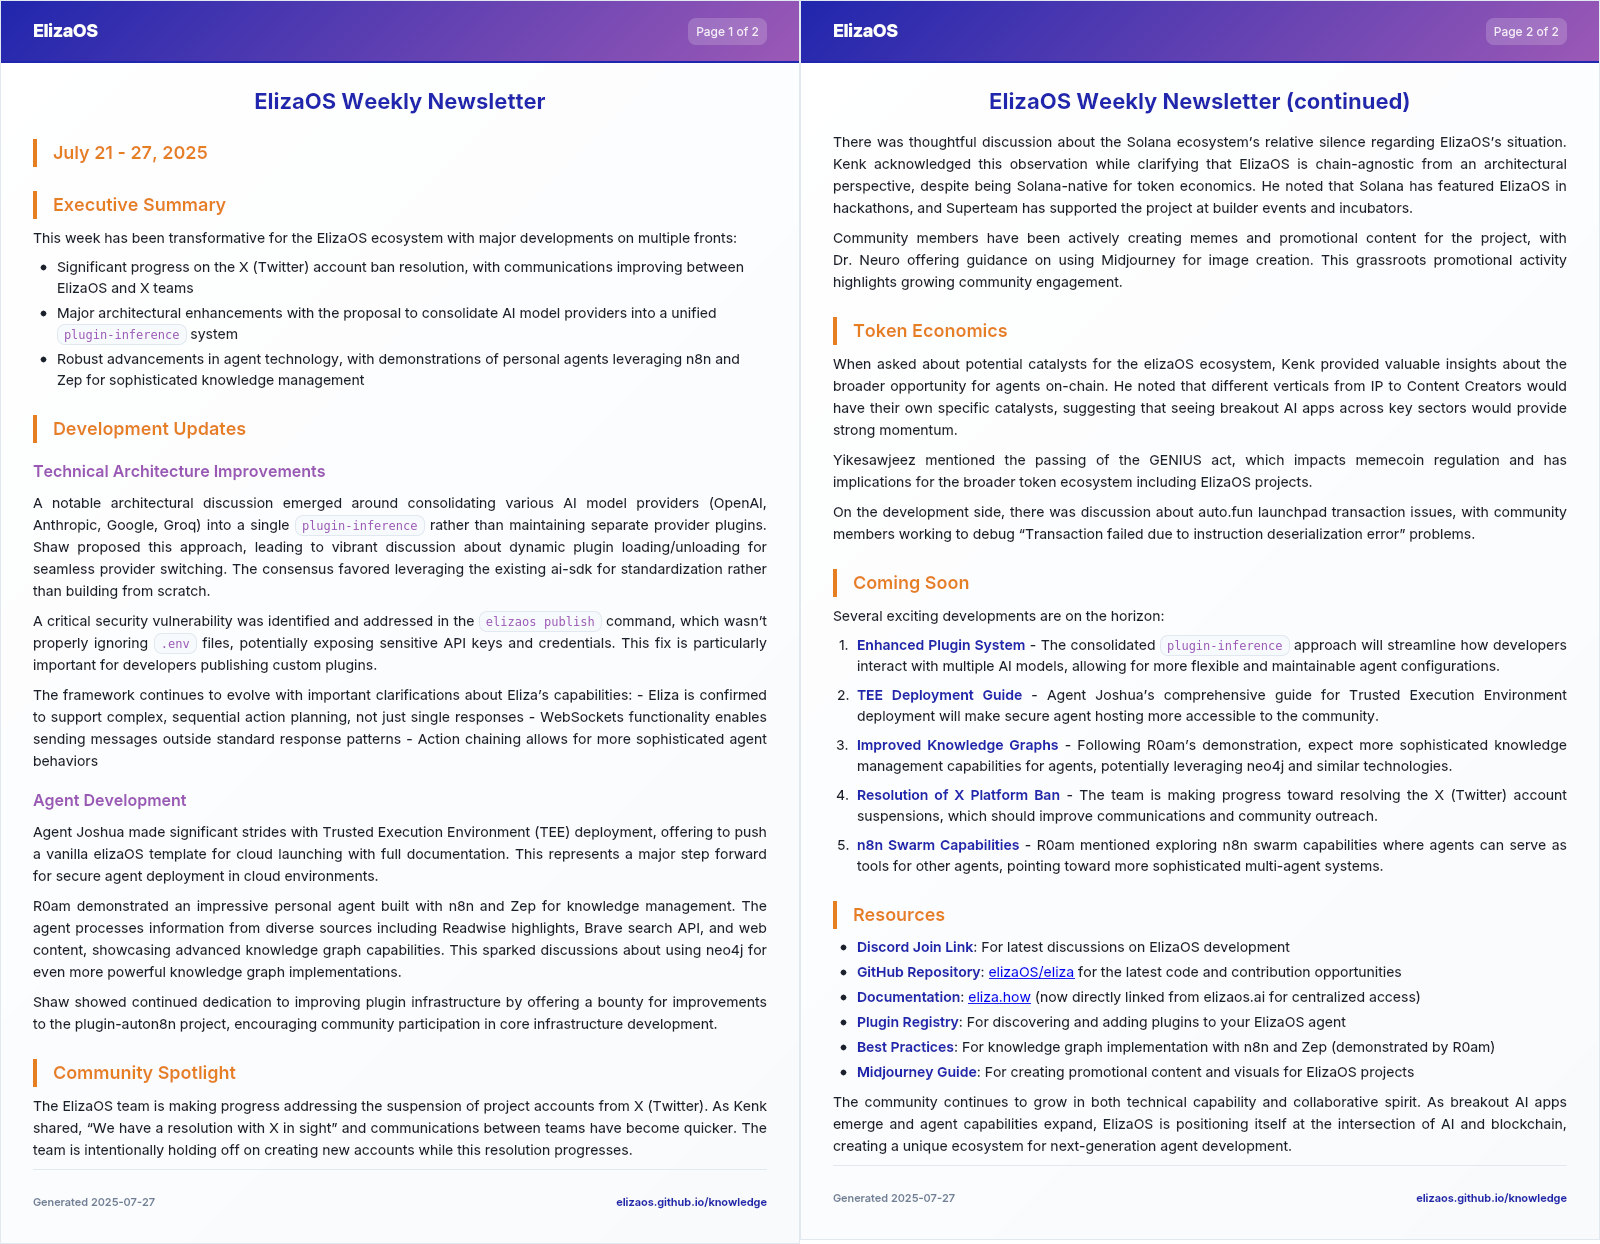 ElizaOS
Page 1 of 2
ElizaOS Weekly Newsletter
July 21 - 27, 2025
Executive Summary
This week has been transformative for the ElizaOS ecosystem with major developments on multiple fronts:
• Significant progress on the X (Twitter) account ban resolution, with communications improving between
ElizaOS and X teams
• Major architectural enhancements with the proposal to consolidate AI model providers into a unified
plugin-inference system
• Robust advancements in agent technology, with demonstrations of personal agents leveraging n8n and
Zep for sophisticated knowledge management
Development Updates
Technical Architecture Improvements
A notable architectural discussion emerged around consolidating various AI model providers (OpenAI,
Anthropic, Google, Groq) into a single plugin-inference rather than maintaining separate provider plugins.
Shaw proposed this approach, leading to vibrant discussion about dynamic plugin loading/unloading for
seamless provider switching. The consensus favored leveraging the existing ai-sdk for standardization rather
than building from scratch.
A critical security vulnerability was identified and addressed in the elizaos publish command, which wasn’t
properly ignoring .env files, potentially exposing sensitive API keys and credentials. This fix is particularly
important for developers publishing custom plugins.
The framework continues to evolve with important clarifications about Eliza’s capabilities: - Eliza is confirmed
to support complex, sequential action planning, not just single responses - WebSockets functionality enables
sending messages outside standard response patterns - Action chaining allows for more sophisticated agent
behaviors
Agent Development
Agent Joshua made significant strides with Trusted Execution Environment (TEE) deployment, offering to push
a vanilla elizaOS template for cloud launching with full documentation. This represents a major step forward
for secure agent deployment in cloud environments.
R0am demonstrated an impressive personal agent built with n8n and Zep for knowledge management. The
agent processes information from diverse sources including Readwise highlights, Brave search API, and web
content, showcasing advanced knowledge graph capabilities. This sparked discussions about using neo4j for
even more powerful knowledge graph implementations.
Shaw showed continued dedication to improving plugin infrastructure by offering a bounty for improvements
to the plugin-auton8n project, encouraging community participation in core infrastructure development.
Community Spotlight
The ElizaOS team is making progress addressing the suspension of project accounts from X (Twitter). As Kenk
shared, “We have a resolution with X in sight” and communications between teams have become quicker. The
team is intentionally holding off on creating new accounts while this resolution progresses.
Generated 2025-07-27
elizaos.github.io/knowledge
ElizaOS
Page 2 of 2
ElizaOS Weekly Newsletter (continued)
There was thoughtful discussion about the Solana ecosystem’s relative silence regarding ElizaOS’s situation.
Kenk acknowledged this observation while clarifying that ElizaOS is chain-agnostic from an architectural
perspective, despite being Solana-native for token economics. He noted that Solana has featured ElizaOS in
hackathons, and Superteam has supported the project at builder events and incubators.
Community members have been actively creating memes and promotional content for the project, with
Dr. Neuro offering guidance on using Midjourney for image creation. This grassroots promotional activity
highlights growing community engagement.
Token Economics
When asked about potential catalysts for the elizaOS ecosystem, Kenk provided valuable insights about the
broader opportunity for agents on-chain. He noted that different verticals from IP to Content Creators would
have their own specific catalysts, suggesting that seeing breakout AI apps across key sectors would provide
strong momentum.
Yikesawjeez mentioned the passing of the GENIUS act, which impacts memecoin regulation and has
implications for the broader token ecosystem including ElizaOS projects.
On the development side, there was discussion about auto.fun launchpad transaction issues, with community
members working to debug “Transaction failed due to instruction deserialization error” problems.
Coming Soon
Several exciting developments are on the horizon:
1. Enhanced Plugin System - The consolidated plugin-inference approach will streamline how developers
interact with multiple AI models, allowing for more flexible and maintainable agent configurations.
2. TEE Deployment Guide - Agent Joshua’s comprehensive guide for Trusted Execution Environment
deployment will make secure agent hosting more accessible to the community.
3. Improved Knowledge Graphs - Following R0am’s demonstration, expect more sophisticated knowledge
management capabilities for agents, potentially leveraging neo4j and similar technologies.
4. Resolution of X Platform Ban - The team is making progress toward resolving the X (Twitter) account
suspensions, which should improve communications and community outreach.
5. n8n Swarm Capabilities - R0am mentioned exploring n8n swarm capabilities where agents can serve as
tools for other agents, pointing toward more sophisticated multi-agent systems.
Resources
• Discord Join Link: For latest discussions on ElizaOS development
• GitHub Repository: elizaOS/eliza for the latest code and contribution opportunities
• Documentation: eliza.how (now directly linked from elizaos.ai for centralized access)
• Plugin Registry: For discovering and adding plugins to your ElizaOS agent
• Best Practices: For knowledge graph implementation with n8n and Zep (demonstrated by R0am)
• Midjourney Guide: For creating promotional content and visuals for ElizaOS projects
The community continues to grow in both technical capability and collaborative spirit. As breakout AI apps
emerge and agent capabilities expand, ElizaOS is positioning itself at the intersection of AI and blockchain,
creating a unique ecosystem for next-generation agent development.
Generated 2025-07-27
elizaos.github.io/knowledge